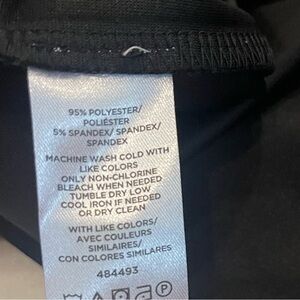 95% POLYESTER/
POLIÉSTER
5% SPANDEX/ SPANDEX/
SPANDEX
MACHINE WASH COLD WITH
LIKE COLORS
ONLY NON-CHLORINE
BLEACH WHEN NEEDED
TUMBLE DRY LOW
COOL IRON IF NEEDED
OR DRY CLEAN
WITH LIKE COLORS/
AVEC COULEURS
SIMILAIRES/
CON COLORES SIMILARES
484493